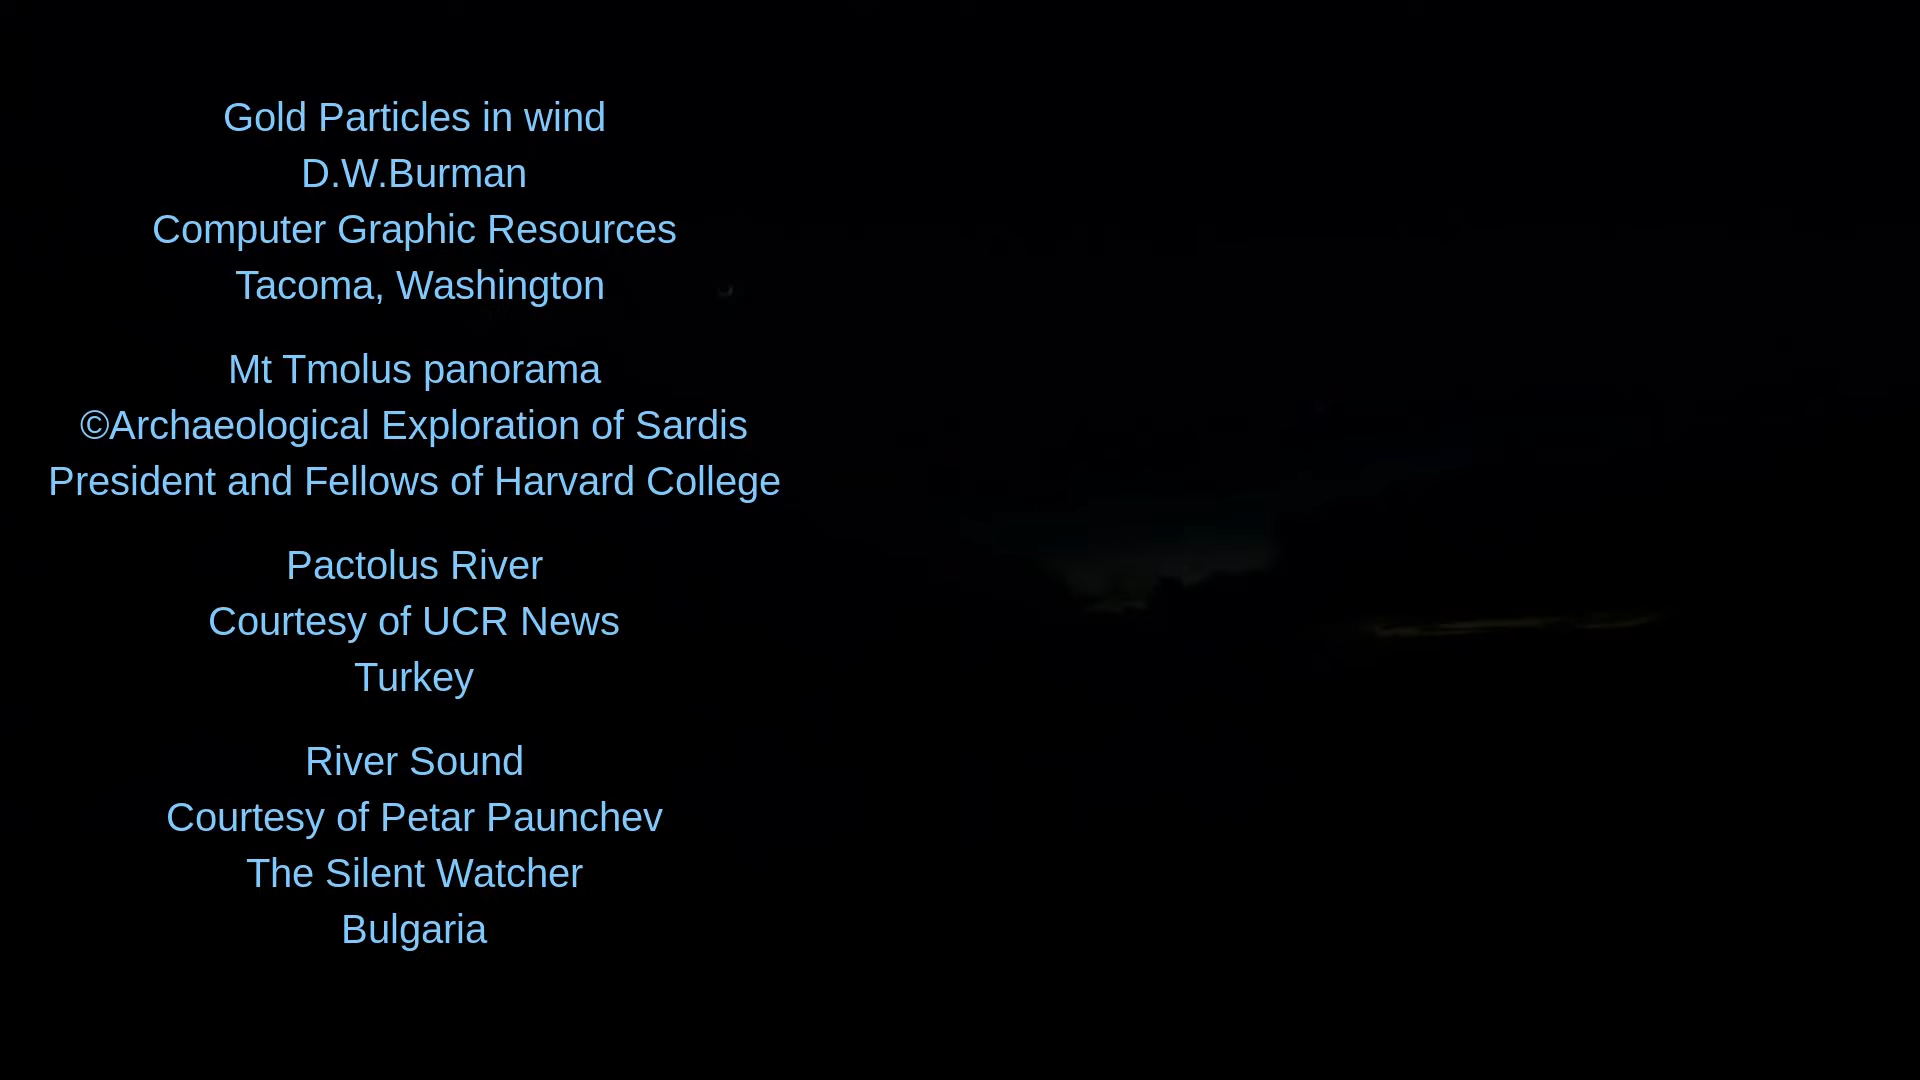 Gold Particles in wind
D.W.Burman
Computer Graphic Resources
Tacoma, Washington
Mt Tmolus panorama
©Archaeological Exploration of Sardis
President and Fellows of Harvard College
Pactolus River
Courtesy of UCR News
Turkey
River Sound
Courtesy of Petar Paunchev
The Silent Watcher
Bulgaria